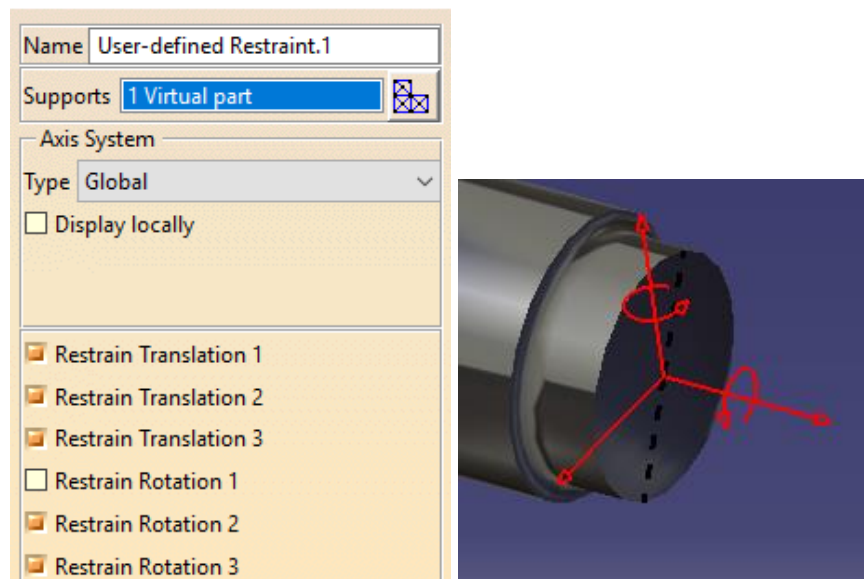 Name User-defined Restraint.1
Supports 1 Virtual part
Axis System
Type Global
Display locally
Restrain Translation 1
Restrain Translation 2
Restrain Translation 3
Restrain Rotation 1
Restrain Rotation 2
Restrain Rotation 3